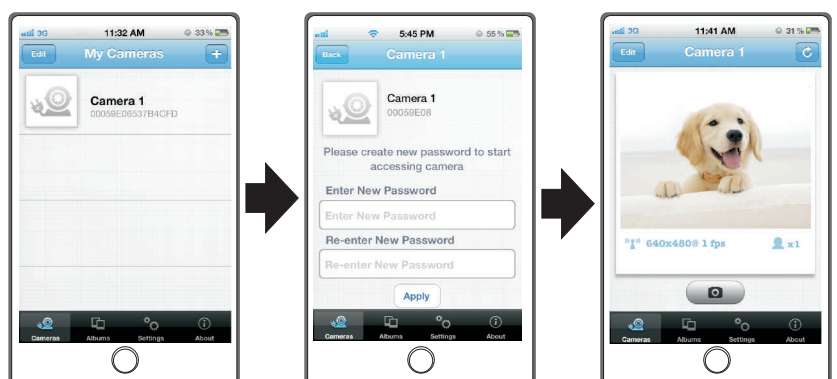 3G 11:32 AM 33%
Edit My Cameras +
Camera 1
00059E06537B4CFD
Cameras Albums Settings About
5:45 PM 55%
Back Camera 1
Camera 1
00059E08
Please create new password to start
accessing camera
Enter New Password
Enter New Password
Re-enter New Password
Re-enter New Password
Apply
Cameras Albums Settings About
3G 11:41 AM 31%
Edit Camera 1
640x480@ 1 fps x1
Cameras Albums Settings About